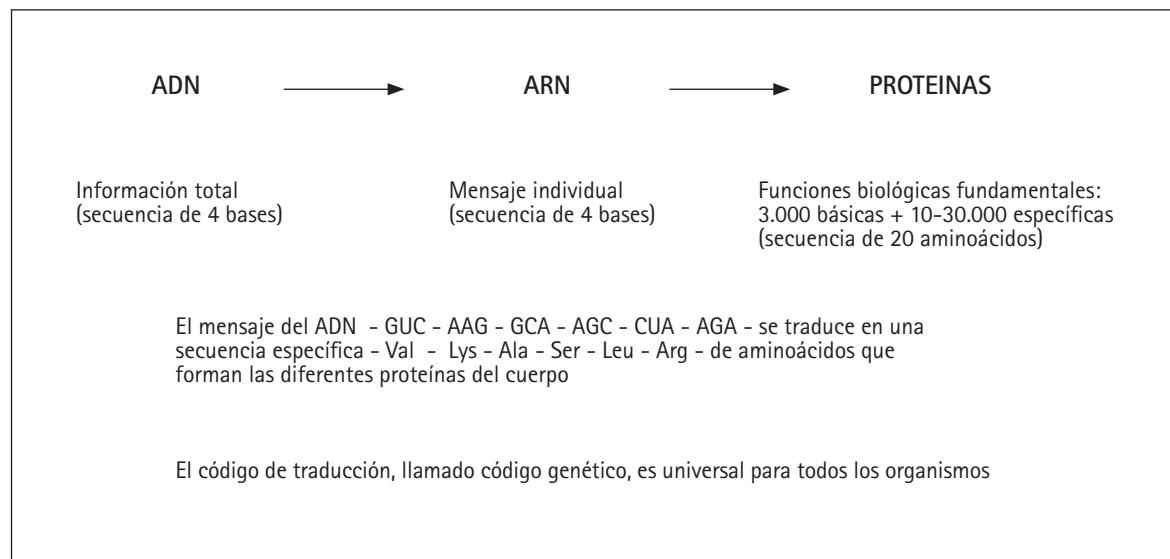 ADN ARN PROTEINAS
Información total
(secuencia de 4 bases)
Mensaje individual
(secuencia de 4 bases)
Funciones biológicas fundamentales:
3.000 básicas + 10-30.000 específicas
(secuencia de 20 aminoácidos)
El mensaje del ADN - GUC - AAG - GCA - AGC - CUA - AGA - se traduce en una
secuencia específica - Val - Lys - Ala - Ser - Leu - Arg - de aminoácidos que
forman las diferentes proteínas del cuerpo
El código de traducción, llamado código genético, es universal para todos los organismos